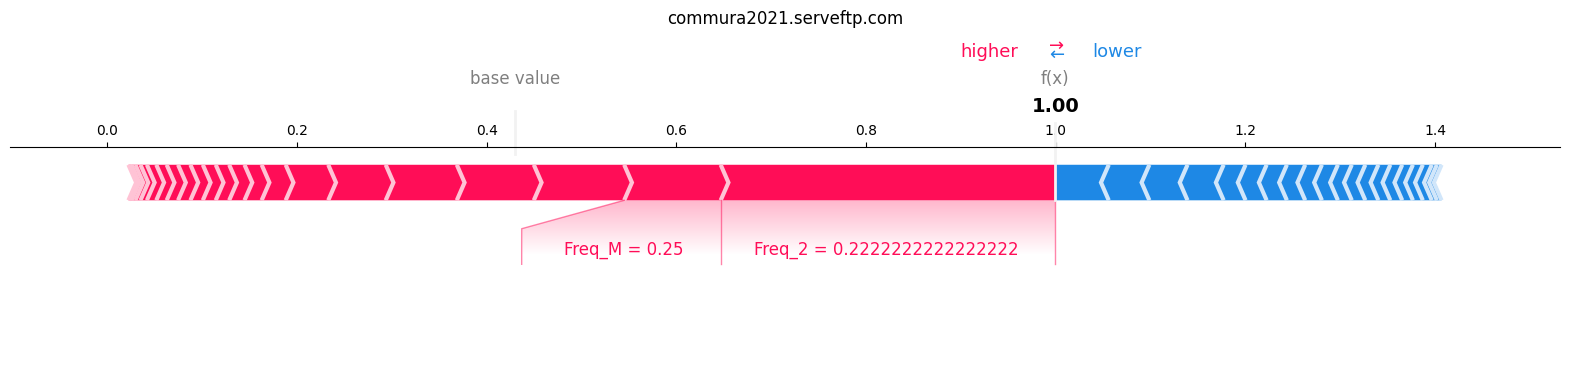 commura2021.serveftp.com
higher → ← lower
base value f(x)
1.00
0.0 0.2 0.4 0.6 0.8 1.0 1.2 1.4
Freq_M = 0.25 Freq_2 = 0.2222222222222222